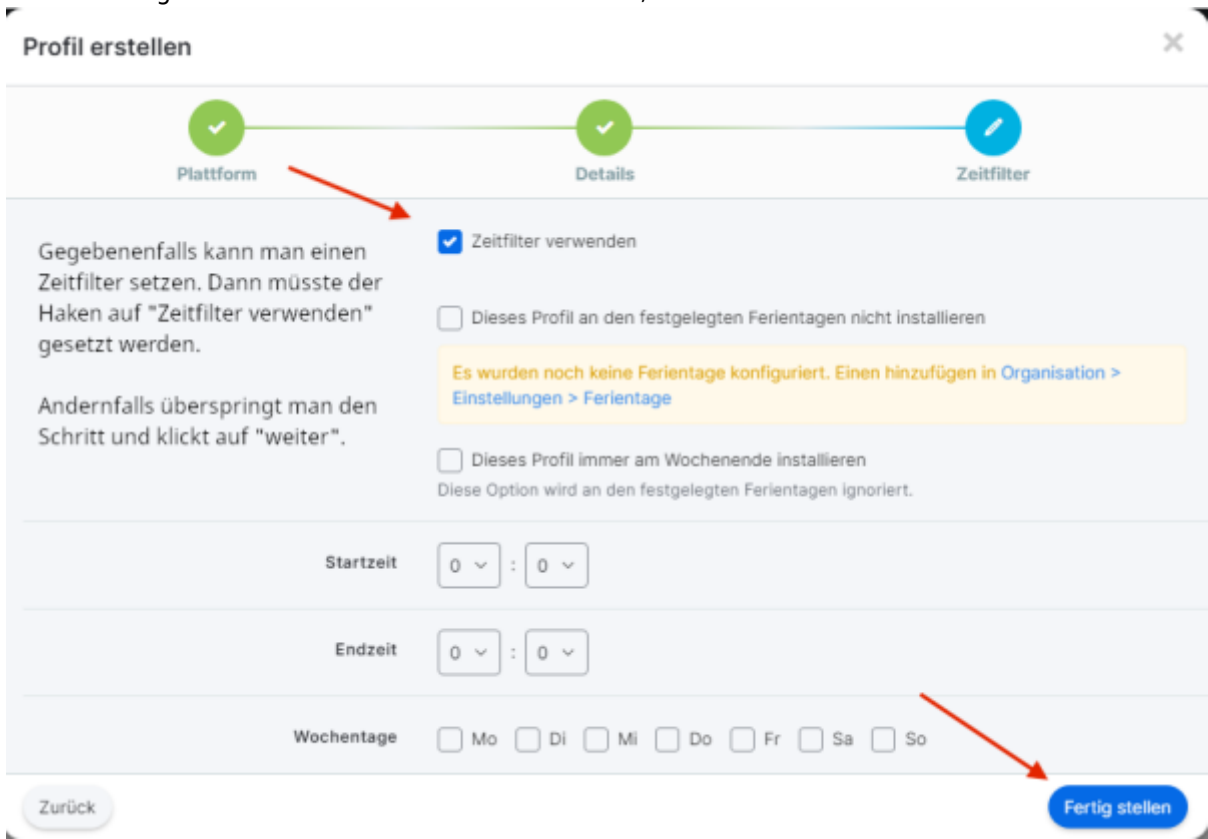 Profil erstellen
Plattform
Details
Zeitfilter
Gegebenenfalls kann man einen
Zeitfilter setzen. Dann müsste der
Haken auf "Zeitfilter verwenden"
gesetzt werden.
Andernfalls überspringt man den
Schritt und klickt auf "weiter".
Zeitfilter verwenden
Dieses Profil an den festgelegten Ferientagen nicht installieren
Es wurden noch keine Ferientage konfiguriert. Einen hinzufügen in Organisation >
Einstellungen > Ferientage
Dieses Profil immer am Wochenende installieren
Diese Option wird an den festgelegten Ferientagen ignoriert.
Startzeit 0 : 0
Endzeit 0 : 0
Wochentage Mo Di Mi Do Fr Sa So
Zurück
Fertig stellen